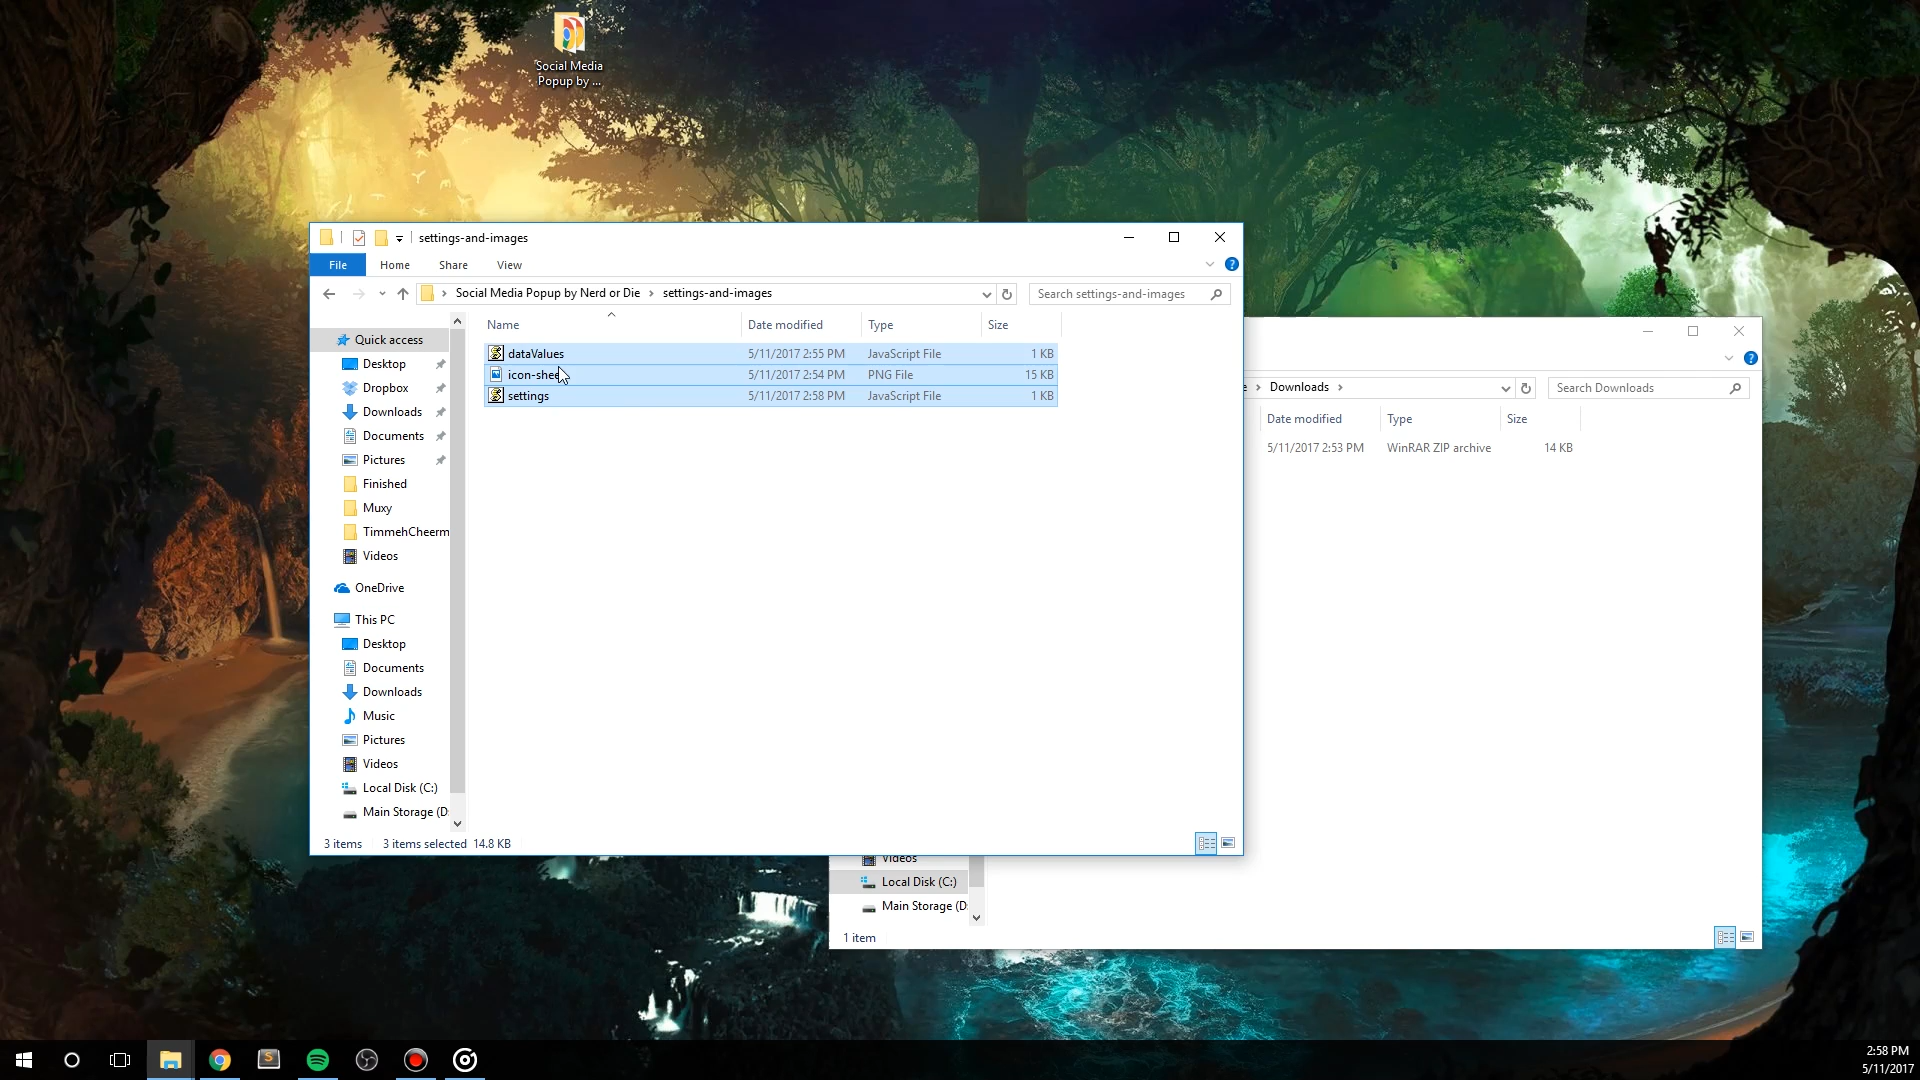 Social Media
Popup by ...
settings-and-images
File
Home
Share
View
Social Media Popup by Nerd or Die
settings-and-images
Search settings-and-images
Name
Date modified
Type
Size
dataValues
5/11/2017 2:55 PM
JavaScript File
1 KB
icon-shee
5/11/2017 2:54 PM
PNG File
15 KB
settings
5/11/2017 2:58 PM
JavaScript File
1 KB
Quick access
Desktop
Dropbox
Downloads
Documents
Pictures
Finished
Muxy
TimmehCheerm
Videos
OneDrive
This PC
Desktop
Documents
Downloads
Music
Pictures
Videos
Local Disk (C:)
Main Storage (D:
3 items
3 items selected
14.8 KB
Downloads
Search Downloads
Date modified
Type
Size
5/11/2017 2:53 PM
WinRAR ZIP archive
14 KB
Videos
Local Disk (C:)
Main Storage (D:
1 item
2:58 PM
5/11/2017